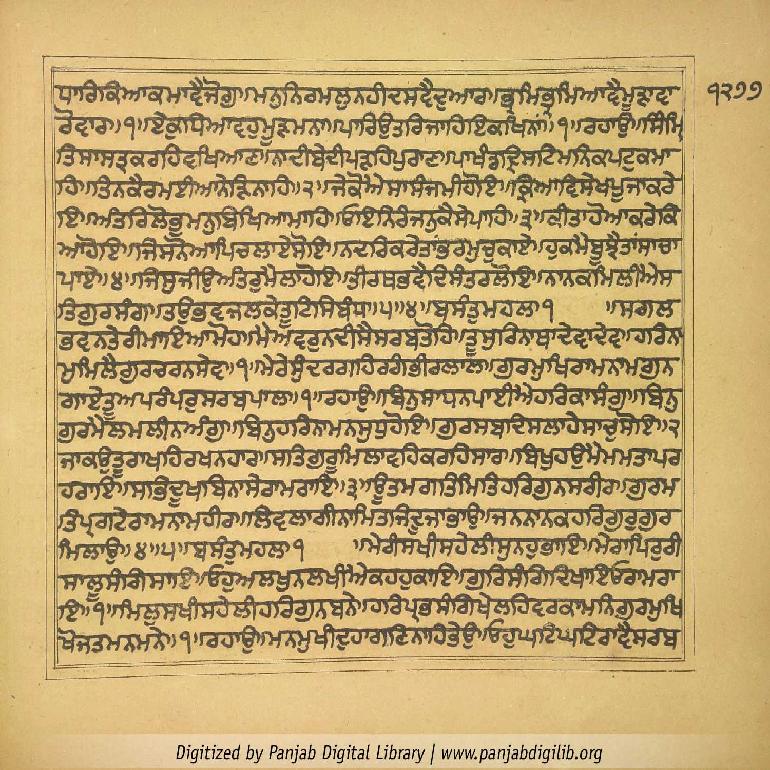 ਧਾਰਿਕਿਆਕਮਾਵੈਜੋਗੁ॥ਮਨੁਨਿਰਮਲੁਨਹੀਦਸਵੈਦੁਆਰ॥ਭ੍ਰਮਿਭ੍ਰਮਿਆਵੈਮੂੜਾਵਾ ੧੨੭੭
ਰੋਵਾਰ॥੧॥ਏਕੁਧਿਆਵਹੁਮੂੜਮਨਾ॥ਪਾਰਿਉਤਰਿਜਾਹਿਇਕਖਿਨਾਂ॥੧॥ਰਹਾਉ॥ਸਿੰਮ੍ਰਿ
ਤਿਸਾਸਤ੍ਰਕਰਹਿਵਖਿਆਣ॥ਨਾਦੀਬੇਦੀਪੜਹਿਪੁਰਾਣ॥ਪਾਖੰਡਦ੍ਰਿਸਟਿਮਨਿਕਪਟੁਕਮਾ
ਹਿ॥ਤਿਨਕੈਰਮਈਆਨੇੜਿਨਾਹਿ॥੨॥ਜੇਕੋਐਸਾਸੰਜਮੀਹੋਇ॥ਕ੍ਰਿਆਵਿਸੇਖਪੂਜਾਕਰੇ
ਇ॥ਅੰਤਰਿਲੋਭੁਮਨੁਬਿਖਿਆਮਾਹਿ॥ਓਇਨਿਰੰਜਨੁਕੈਸੇਪਾਹਿ॥੩॥ਕੀਤਾਹੋਆਕਰੇਕਿ
ਆਹੋਇ॥ਜਿਸਨੋਆਪਿਚਲਾਏਸੋਇ॥ਨਦਰਿਕਰੇਤਾਂਭਰਮੁਚੁਕਾਏ॥ਹੁਕਮੈਬੂਝੈਤਾਂਸਾਚਾ
ਪਾਏ॥੪॥ਜਿਸੁਜੀਉਅੰਤਰੁਮੈਲਾਹੋਇ॥ਤੀਰਥਭਵੈਦਿਸੰਤਰਲੋਇ॥ਨਾਨਕਮਿਲੀਐਸ
ਤਿਗੁਰਸੰਗ॥ਤਉਭਵਜਲਕੇਤੂਟਸਿਬੰਧ॥੫॥੪॥ਬਸੰਤੁਮਹਲਾ੧ ॥ਸਗਲ
ਭਵਨਤੇਰੀਮਾਇਆਮੋਹ॥ਮੈਅਵਰੁਨਦੀਸੈਸਰਬਤੋਹਿ॥ਤੂਸੁਰਿਨਾਥਾਦੇਵਾਦੇਵ॥ਹਰਿਨਾ
ਮੁਮਿਲੈਗੁਰਚਰਨਸੇਵ॥੧॥ਮੇਰੇਸੁੰਦਰਗਹਿਰਗੰਭੀਰਲਾਲ॥ਗੁਰਮੁਖਿਰਾਮਨਾਮਗੁਨ
ਗਾਏਤੂਅਪਰੰਪਰੁਸਰਬਪਾਲ॥੧॥ਰਹਾਉ॥ਬਿਨੁਸਾਧਨਪਾਈਐਹਰਿਕਾਸੰਗੁ॥ਬਿਨੁ
ਗੁਰਮੈਲਮਲੀਨਅੰਗੁ॥ਬਿਨੁਹਰਿਨਾਮਨਸੁਧੁਹੋਇ॥ਗੁਰਸਬਦਿਸਲਾਹੇਸਾਚੁਸੋਇ॥੨
ਜਾਕਉਤੂਰਾਖਹਿਰਖਨਹਾਰ॥ਸਤਿਗੁਰੂਮਿਲਾਵਹਿਕਰਹਿਸਾਰ॥ਬਿਖੁਹਉਮੈਮਮਤਾਪਰ
ਹਰਾਇ॥ਸਭਿਦੂਖਬਿਨਾਸੇਰਾਮਰਾਇ॥੩॥ਊਤਮਗਤਿਮਿਤਿਹਰਿਗੁਨਸਰੀਰ॥ਗੁਰਮ
ਤਿਪ੍ਰਗਟੇਰਾਮਨਾਮਹੀਰ॥ਲਿਵਲਾਗੀਨਾਮਿਤਜਿਦੂਜਾਭਾਉ॥ਜਨਨਾਨਕਹਰਿਗੁਰੁਗੁਰ
ਮਿਲਾਉ॥੪॥੫॥ਬਸੰਤੁਮਹਲਾ੧ ॥ਮੇਰੀਸਖੀਸਹੇਲੀਸੁਨਹੁਭਾਇ॥ਮੇਰਾਪਿਰੁਰੀ
ਸਾਲੂਸੰਗਿਸਾਇ॥ਓਹੁਅਲਖੁਨਲਖੀਐਕਹਹੁਕਾਇ॥ਗੁਰਿਸੰਗਿਦਿਖਾਇਓਰਾਮਰਾ
ਇ॥੧॥ਮਿਲੁਸਖੀਸਹੇਲੀਹਰਿਗੁਨਬਨੇ॥ਹਰਿਪ੍ਰਭਸੰਗਿਖੇਲਹਿਵਰਕਾਮਨਿਗੁਰਮੁਖਿ
ਖੋਜਤਮਨਮਨੇ॥੧॥ਰਹਾਉ॥ਮਨਮੁਖੀਦੁਹਾਗਣਿਨਾਹਿਭੇਉ॥ਓਹੁਘਟਿਘਟਿਰਾਵੈਸਰਬ
Digitized by Panjab Digital Library | www.panjabdigilib.org